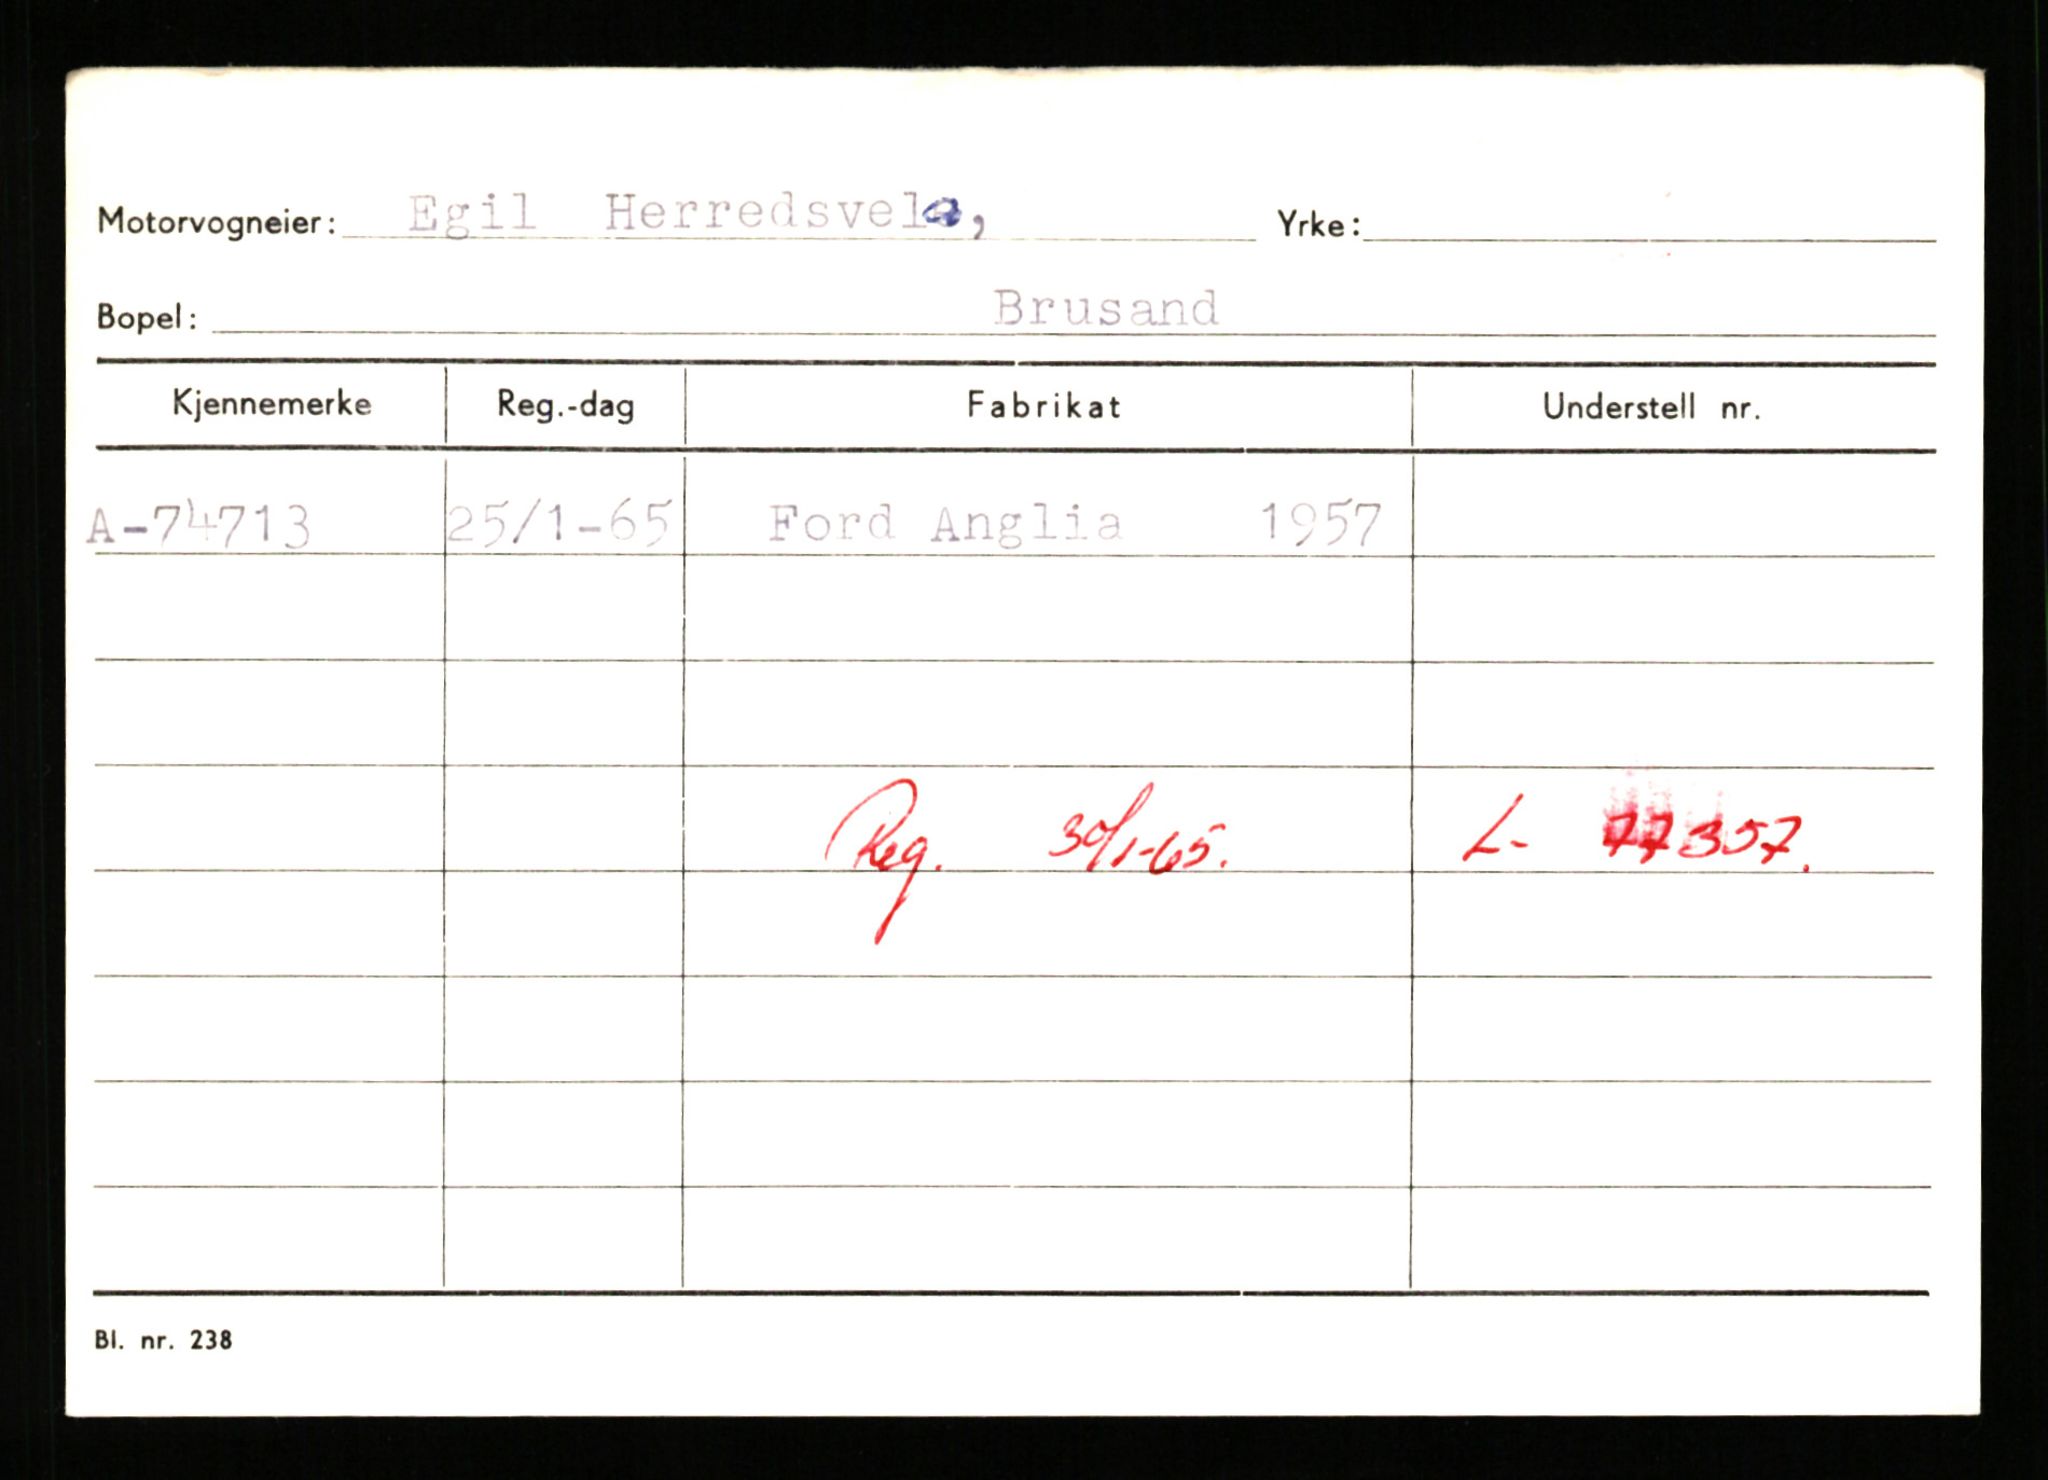 Motorvogneier: Egil Herredsvela, Yrke:
Bopel: Brusand
Kjennemerke Reg.-dag Fabrikat Understell nr.
A-74713 25/1-65 Ford Anglia 1957
Reg. 30/1-65. L- 77357.
Bl. nr. 238